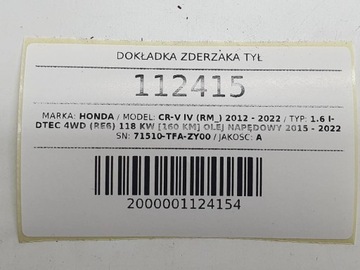 DOKŁADKA ZDERZAKA TYŁ
112415
MARKA: HONDA / MODEL: CR-V IV (RM_) 2012 - 2022 / TYP: 1.6 I-
DTEC 4WD (RE6) 118 KW [160 KM] OLEJ NAPĘDOWY 2015 - 2022
SN: 71510-TFA-ZY00 / JAKOŚĆ: A
2000001124154